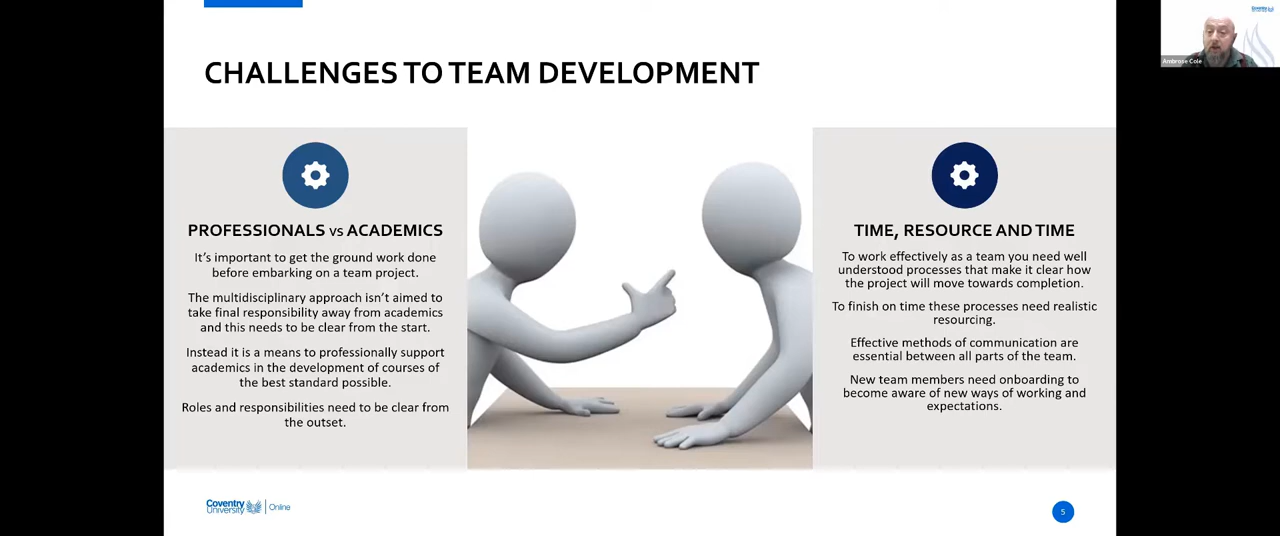 CHALLENGES TO TEAM DEVELOPMENT
PROFESSIONALS vs ACADEMICS
It's important to get the ground work done
before embarking on a team project.
The multidisciplinary approach isn't aimed to
take final responsibility away from academics
and this needs to be clear from the start.
Instead it is a means to professionally support
academics in the development of courses of
the best standard possible.
Roles and responsibilities need to be clear from
the outset.
TIME, RESOURCE AND TIME
To work effectively as a team you need well
understood processes that make it clear how
the project will move towards completion.
To finish on time these processes need realistic
resourcing.
Effective methods of communication are
essential between all parts of the team.
New team members need onboarding to
become aware of new ways of working and
expectations.
Coventry
University
Online
5
Ambrose Cole